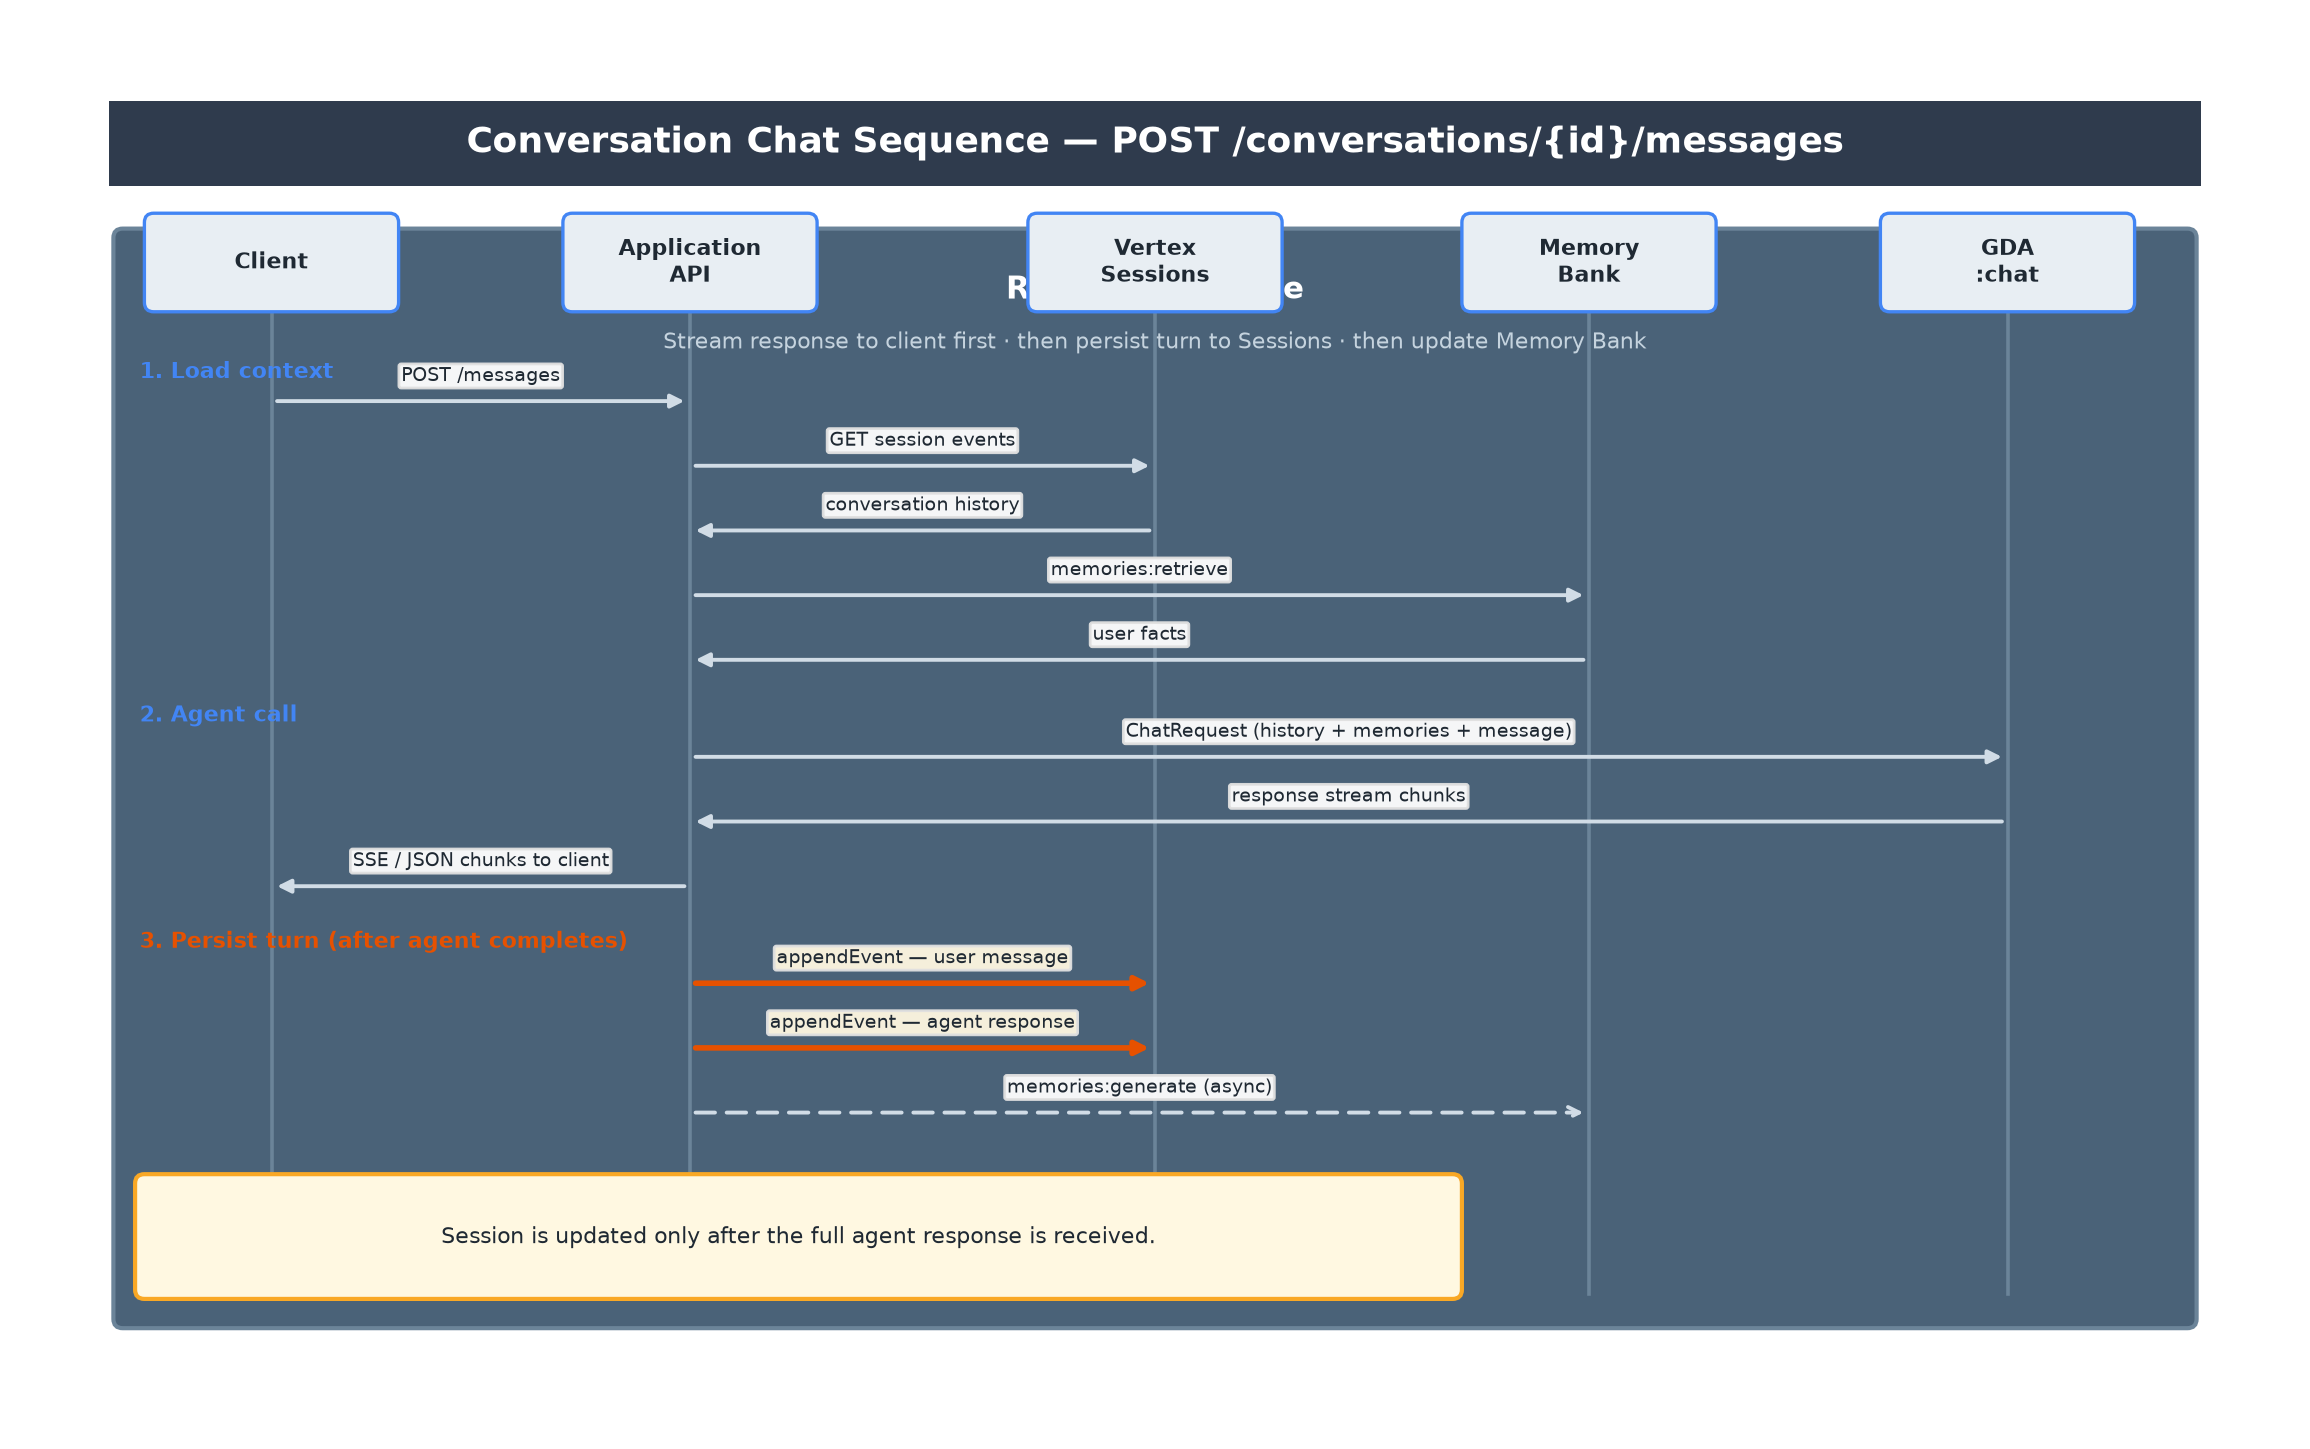 Conversation Chat Sequence — POST /conversations/{id}/messages
Client
Application
API
Vertex
Sessions
Memory
Bank
GDA
:chat
Stream response to client first · then persist turn to Sessions · then update Memory Bank
1. Load context
POST /messages
GET session events
conversation history
memories:retrieve
user facts
2. Agent call
ChatRequest (history + memories + message)
response stream chunks
SSE / JSON chunks to client
3. Persist turn (after agent completes)
appendEvent — user message
appendEvent — agent response
memories:generate (async)
Session is updated only after the full agent response is received.